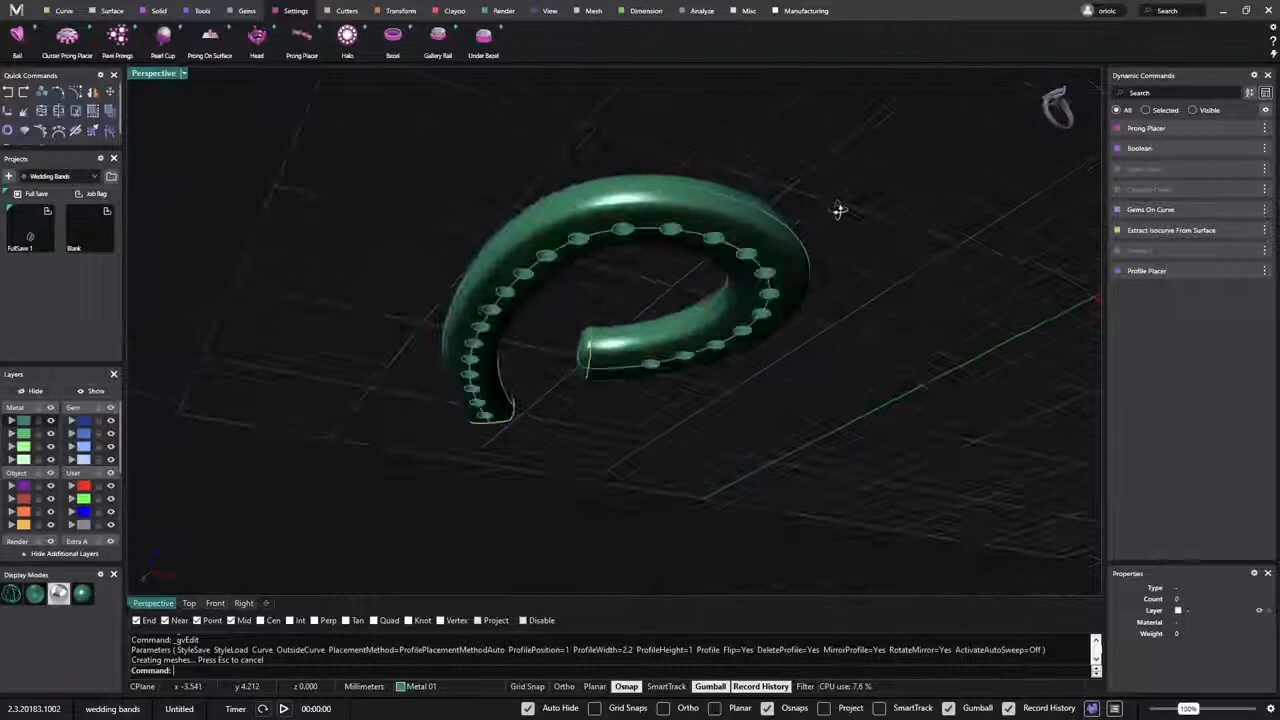 Curve Surface Solid Tools Gems Settings Cutters Transform Clayoo Render View Mesh Dimension Analyze Misc Manufacturing oriolc Search
Bail Cluster Prong Placer Pave Prongs Pearl Cup Prong On Surface Head Prong Placer Halo Bezel Gallery Rail Under Bezel
Quick Commands
Perspective
Dynamic Commands
Search
All Selected Visible
Prong Placer
Boolean
Gems On Curve
Extract Isocurve From Surface
Profile Placer
Projects
Wedding Bands
Full Save Job Bag
FullSave 1 Blank
Layers
Hide Show
Metal Gem
Object User
Render Extra A
Hide Additional Layers
Display Modes
Properties
Type -
Count 0
Layer -
Material -
Weight 0
Perspective Top Front Right
End Near Point Mid Cen Int Perp Tan Quad Knot Vertex Project Disable
Command: _gvEdit
Parameters ( StyleSave StyleLoad Curve OutsideCurve PlacementMethod=ProfilePlacementMethodAuto ProfilePosition=1 ProfileWidth=2.2 ProfileHeight=1 Profile Flip=Yes DeleteProfile=Yes MirrorProfile=Yes RotateMirror=Yes ActivateAutoSweep=Off )
Creating meshes... Press Esc to cancel
Command:
CPlane x -3.541 y 4.212 z 0.000 Millimeters Metal 01 Grid Snap Ortho Planar Osnap SmartTrack Gumball Record History Filter CPU use: 7.6 %
2.3.20183.1002 wedding bands Untitled Timer 00:00:00 Auto Hide Grid Snaps Ortho Planar Osnaps Project SmartTrack Gumball Record History 100%